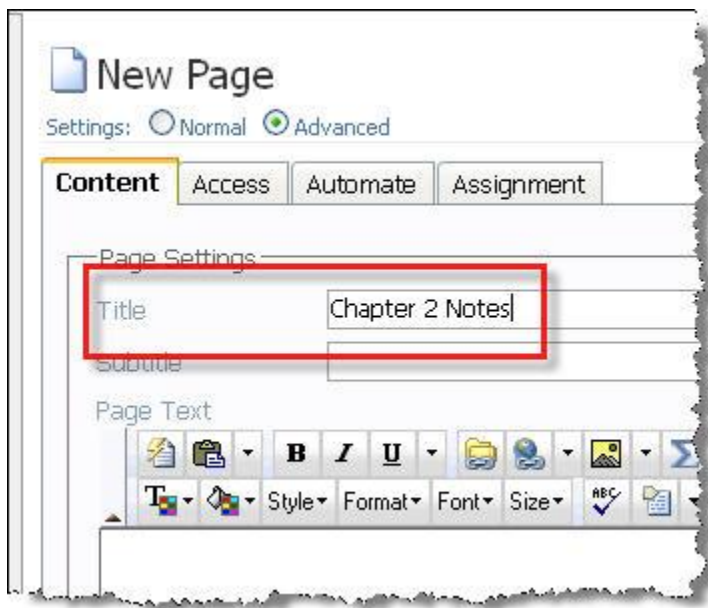 New Page
Settings: Normal Advanced
Content Access Automate Assignment
Page Settings
Title Chapter 2 Notes
Subtitle
Page Text
B I U Σ
T Style Format Font Size ABC